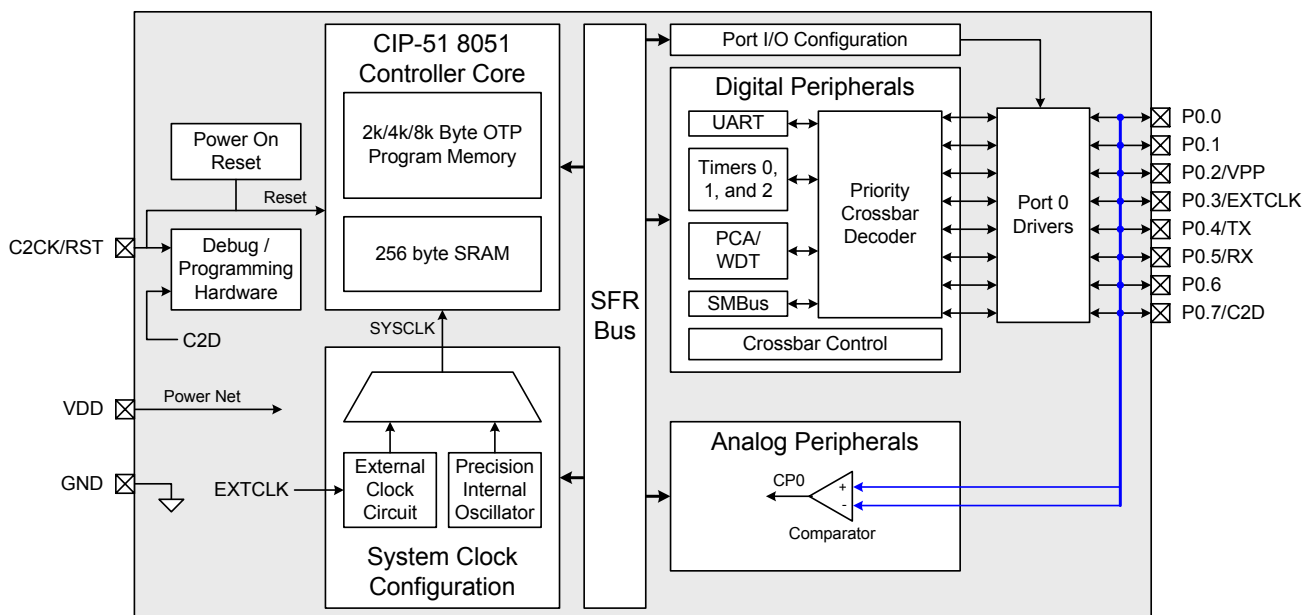 CIP-51 8051
Controller Core
2k/4k/8k Byte OTP
Program Memory
256 byte SRAM
Power On
Reset
Reset
C2CK/RST
Debug /
Programming
Hardware
C2D
SYSCLK
VDD
Power Net
GND
EXTCLK
External
Clock
Circuit
Precision
Internal
Oscillator
System Clock
Configuration
SFR
Bus
Port I/O Configuration
Digital Peripherals
UART
Timers 0,
1, and 2
PCA/
WDT
SMBus
Priority
Crossbar
Decoder
Crossbar Control
Port 0
Drivers
P0.0
P0.1
P0.2/VPP
P0.3/EXTCLK
P0.4/TX
P0.5/RX
P0.6
P0.7/C2D
Analog Peripherals
CP0
+
-
Comparator